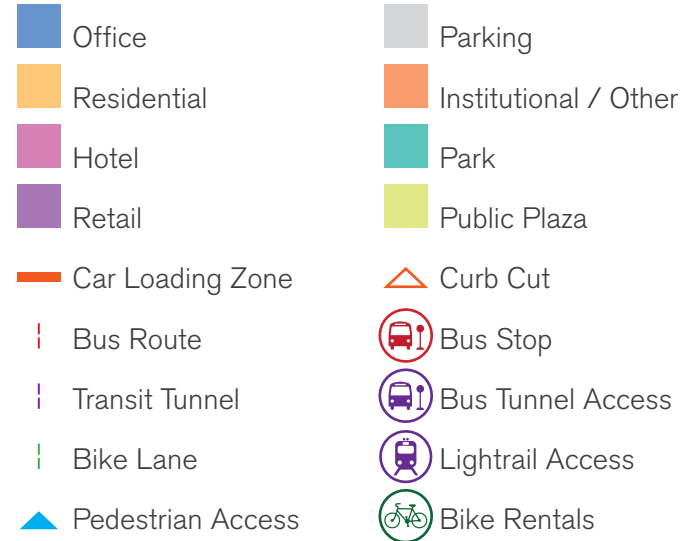 Office
Residential
Hotel
Retail
Car Loading Zone
Bus Route
Transit Tunnel
Bike Lane
Pedestrian Access
Parking
Institutional / Other
Park
Public Plaza
Curb Cut
Bus Stop
Bus Tunnel Access
Lightrail Access
Bike Rentals